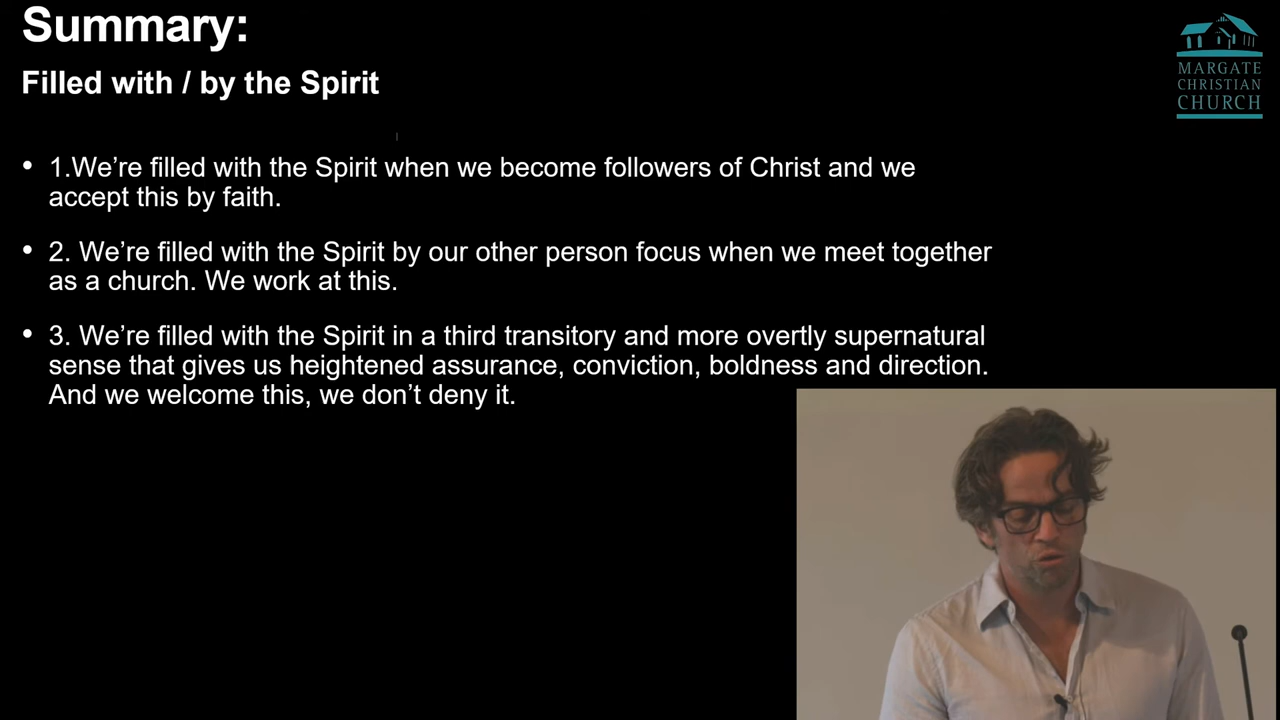 Summary:
Filled with / by the Spirit
MARGATE
CHRISTIAN
CHURCH
• 1.We’re filled with the Spirit when we become followers of Christ and we
accept this by faith.
• 2. We’re filled with the Spirit by our other person focus when we meet together
as a church. We work at this.
• 3. We’re filled with the Spirit in a third transitory and more overtly supernatural
sense that gives us heightened assurance, conviction, boldness and direction.
And we welcome this, we don’t deny it.